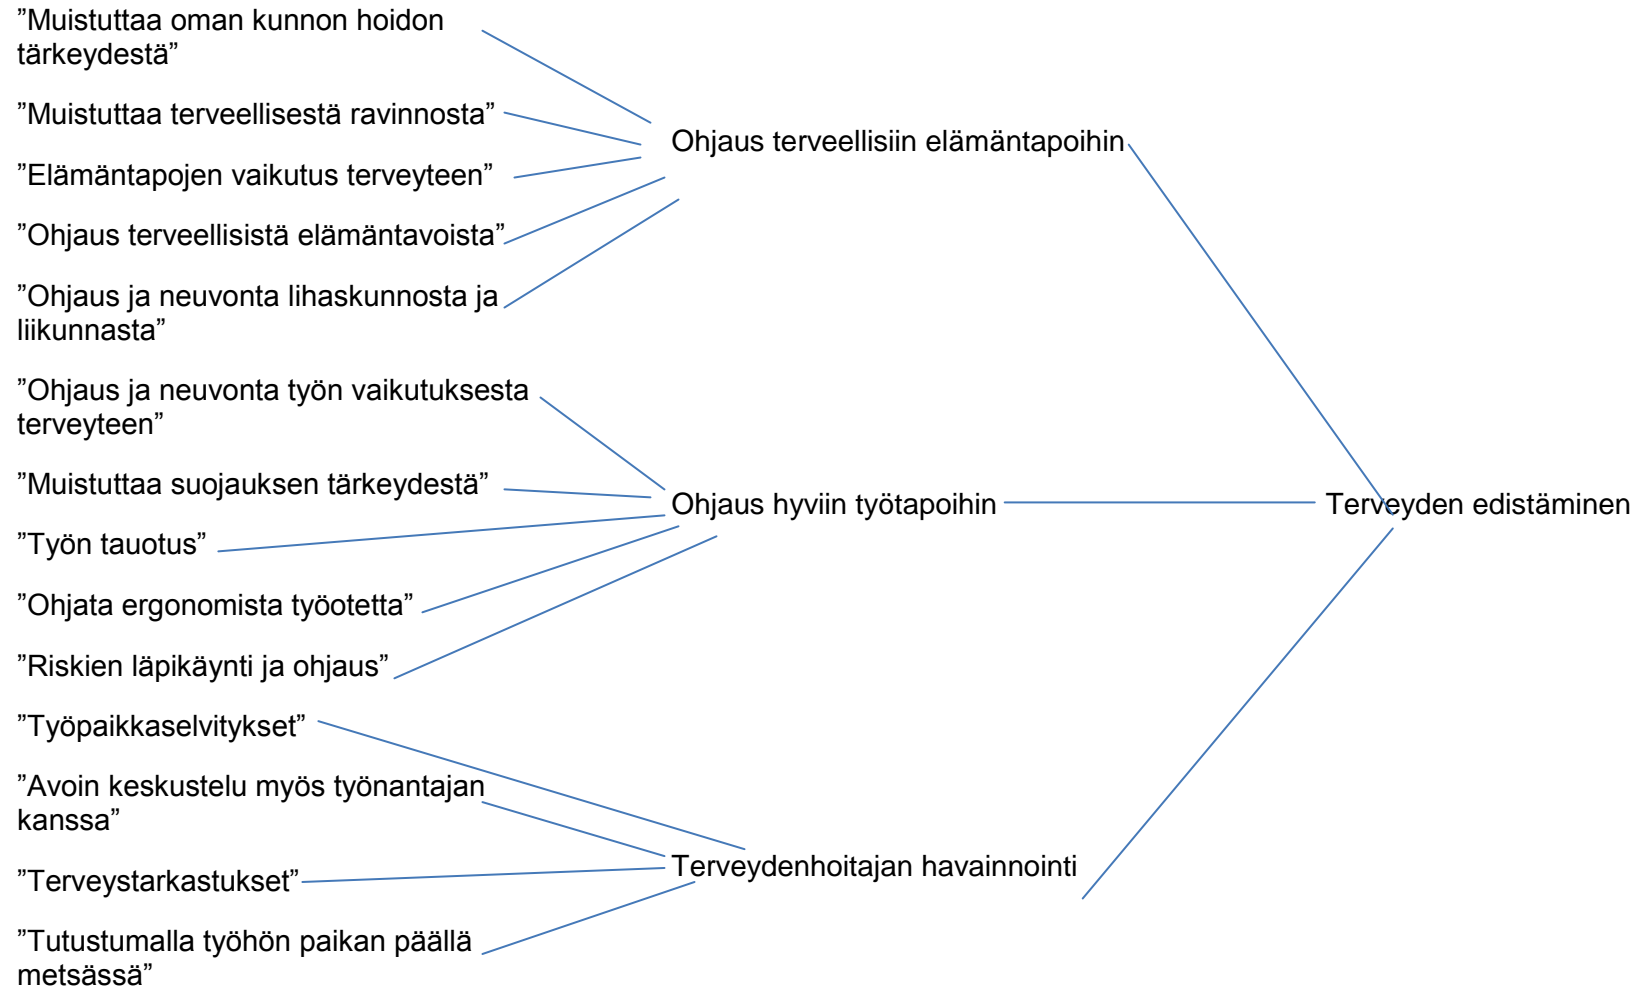 ”Muistuttaa oman kunnon hoidon
tärkeydestä”
”Muistuttaa terveellisestä ravinnosta”
Ohjaus terveellisiin elämäntapoihin
”Elämäntapojen vaikutus terveyteen”
”Ohjaus terveellisistä elämäntavoista”
”Ohjaus ja neuvonta lihaskunnosta ja
liikunnasta”
”Ohjaus ja neuvonta työn vaikutuksesta
terveyteen”
”Muistuttaa suojauksen tärkeydestä”
Ohjaus hyviin työtapoihin
Terveyden edistäminen
”Työn tauotus”
”Ohjata ergonomista työotetta”
”Riskien läpikäynti ja ohjaus”
”Työpaikkaselvitykset”
”Avoin keskustelu myös työnantajan
kanssa”
Terveydenhoitajan havainnointi
”Terveystarkastukset”
”Tutustumalla työhön paikan päällä
metsässä”